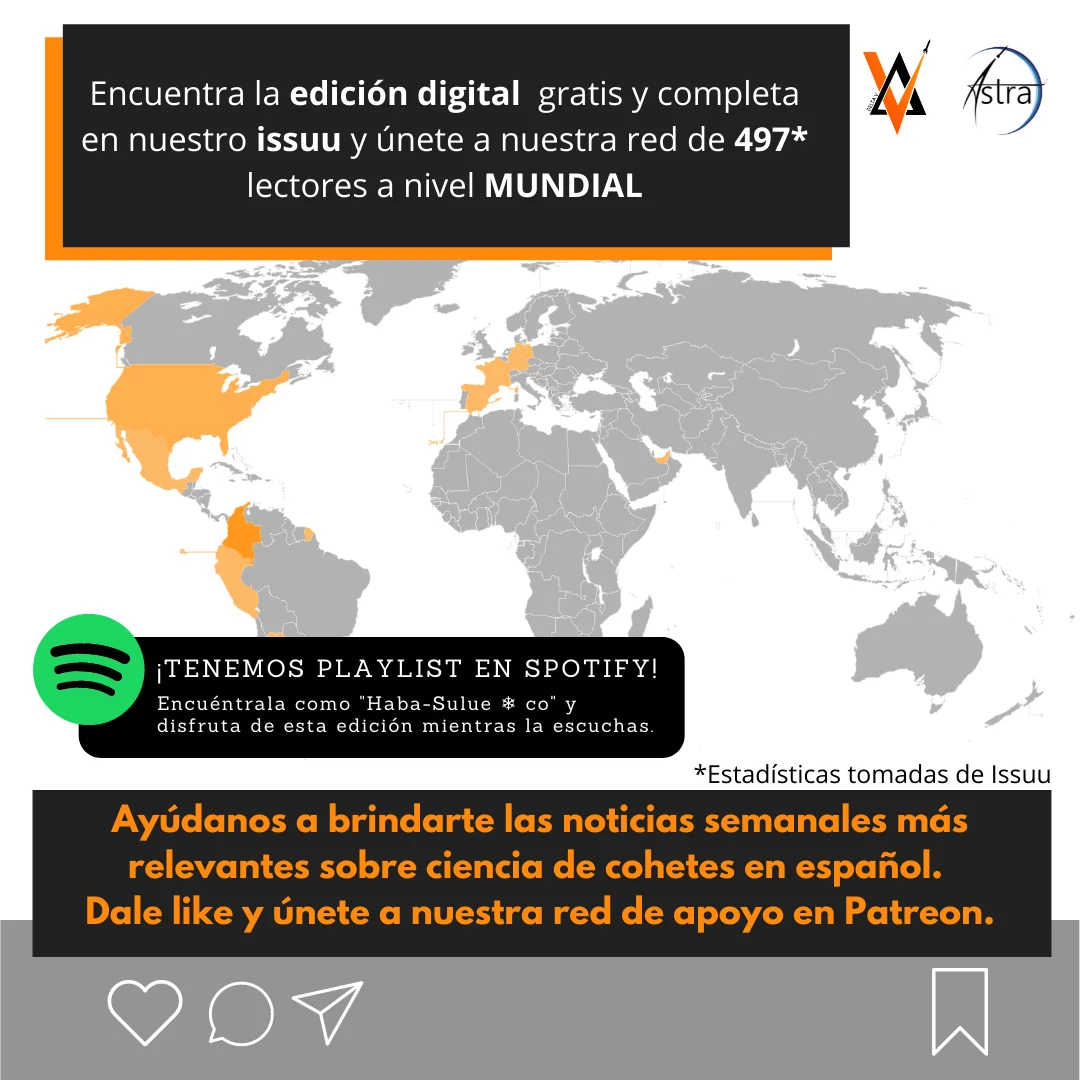 Encuentra la edición digital gratis y completa
en nuestro issuu y únete a nuestra red de 497*
lectores a nivel MUNDIAL
Astra
¡TENEMOS PLAYLIST EN SPOTIFY!
Encuéntrala como "Haba-Sulue ❄ co" y
disfruta de esta edición mientras la escuchas.
*Estadísticas tomadas de Issuu
Ayúdanos a brindarte las noticias semanales más
relevantes sobre ciencia de cohetes en español.
Dale like y únete a nuestra red de apoyo en Patreon.